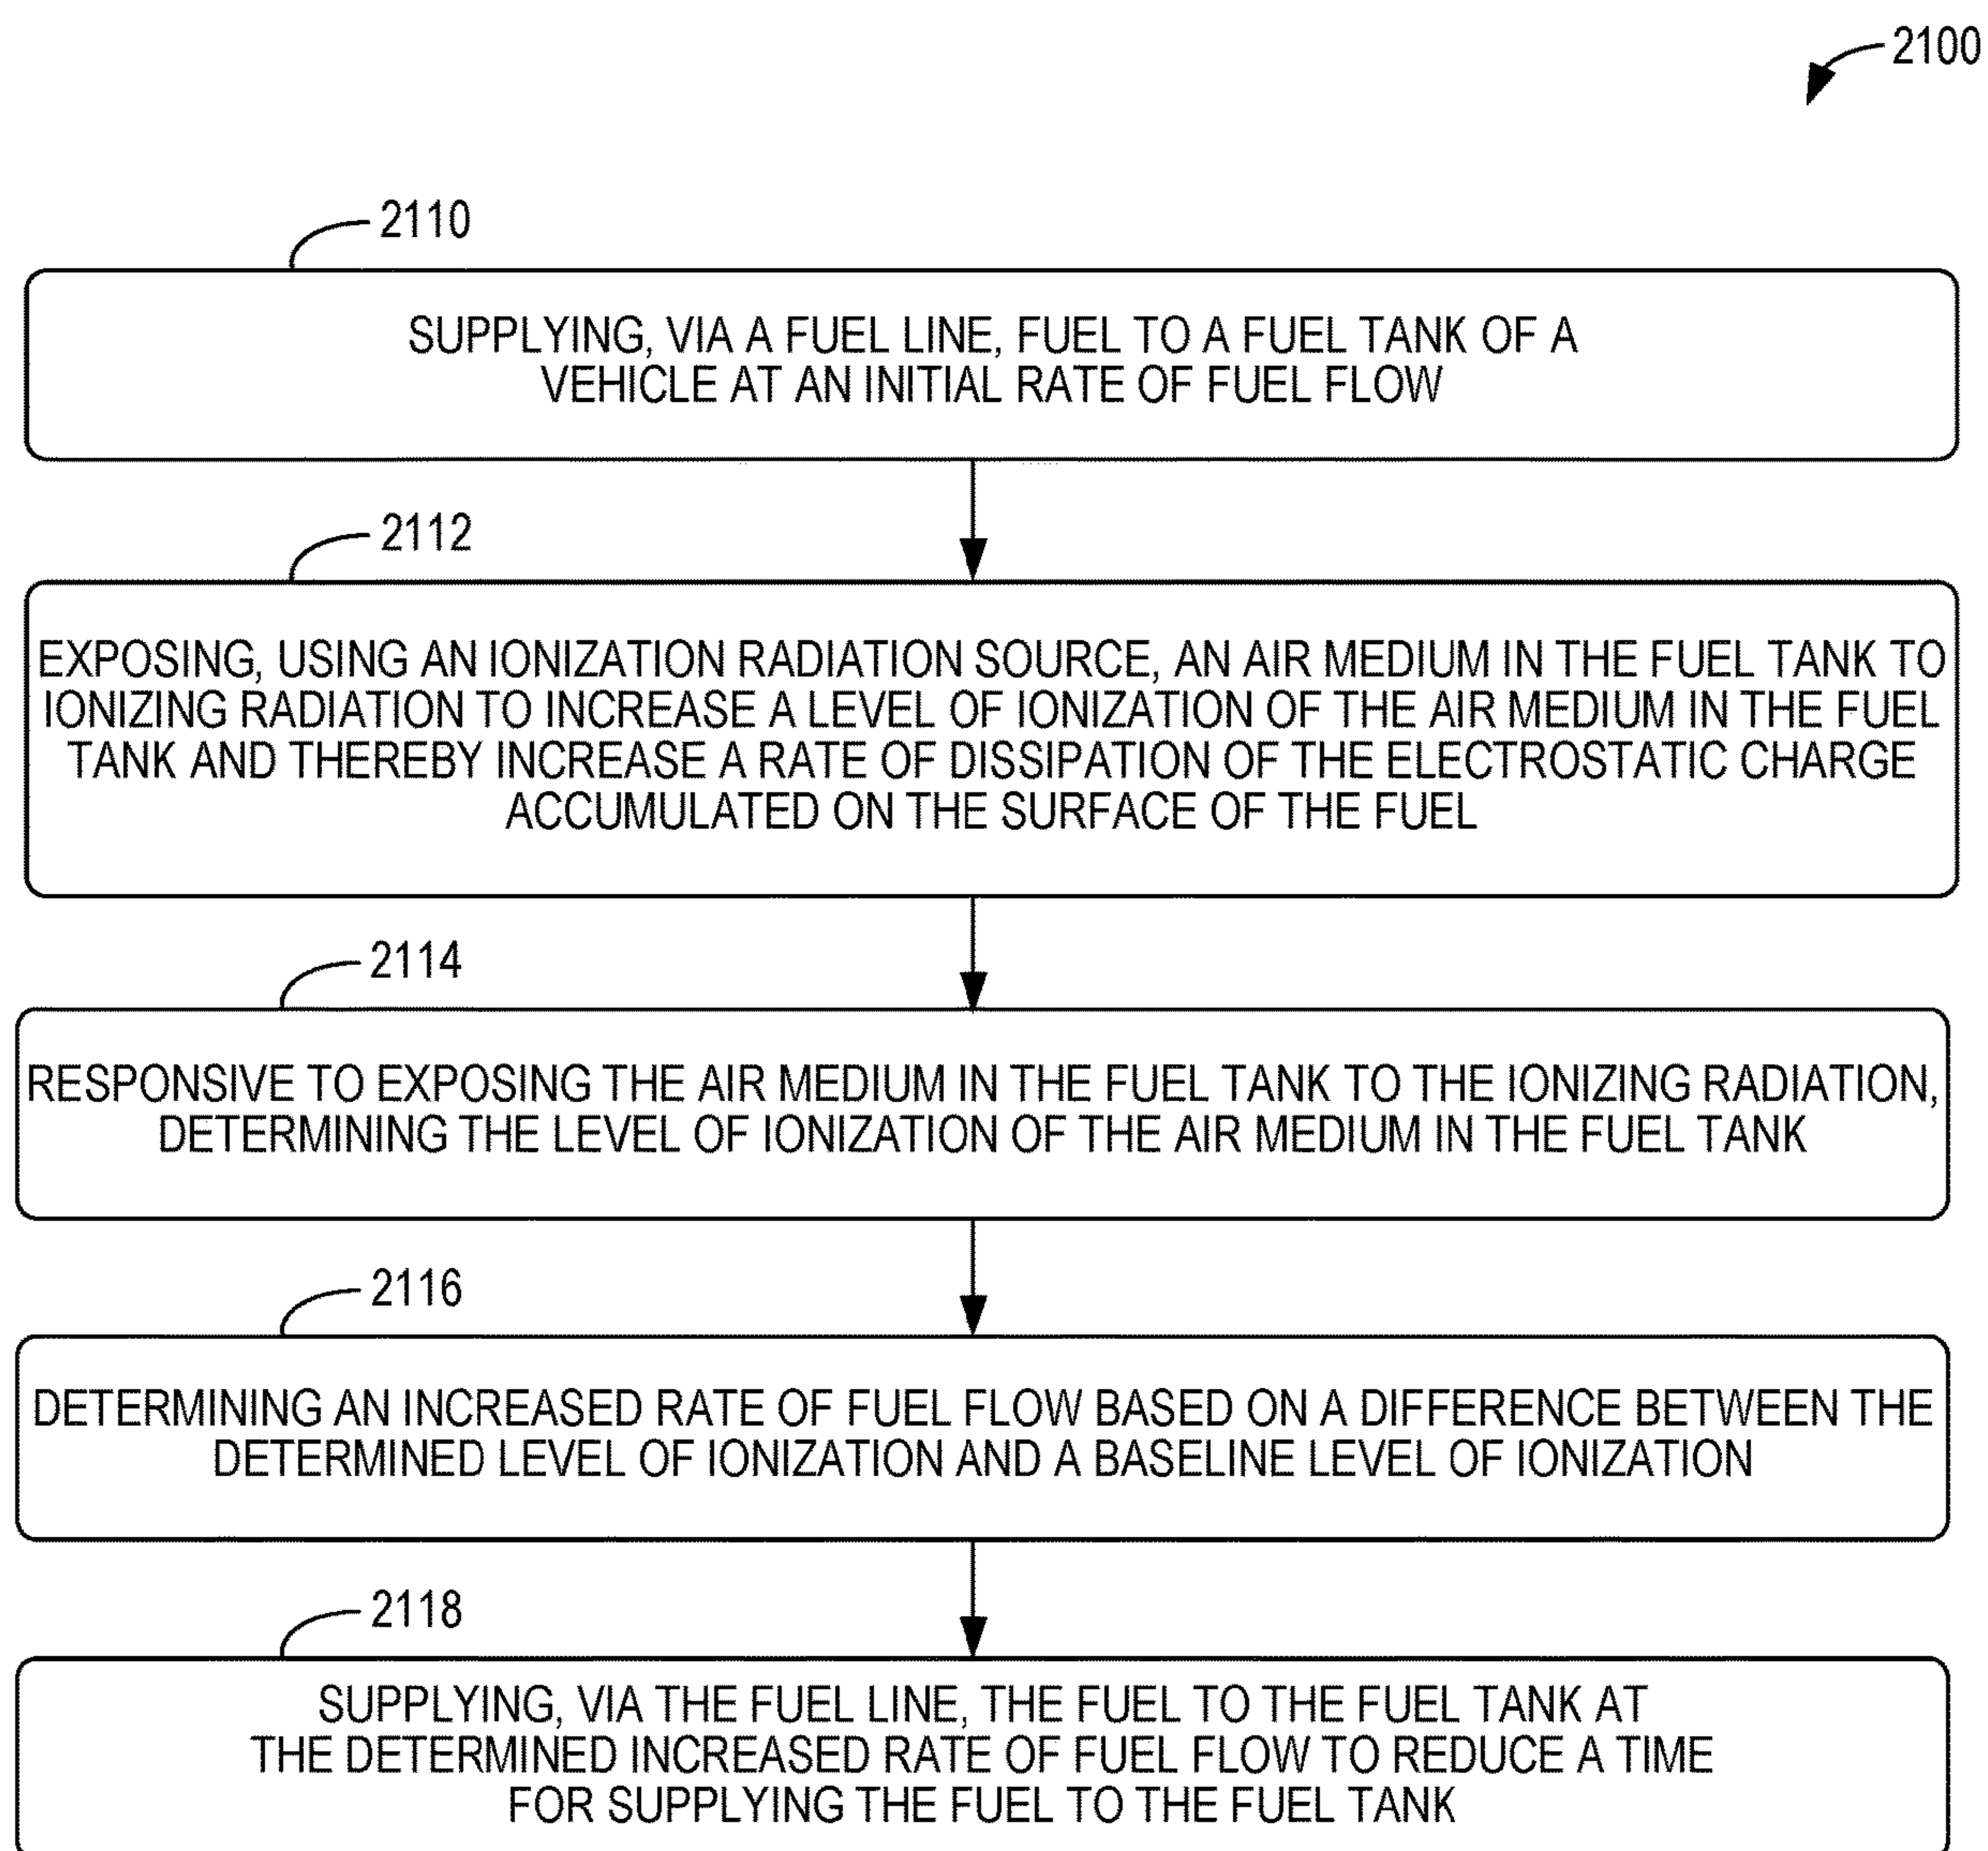 2100
2110
SUPPLYING, VIA A FUEL LINE, FUEL TO A FUEL TANK OF A
VEHICLE AT AN INITIAL RATE OF FUEL FLOW
2112
EXPOSING, USING AN IONIZATION RADIATION SOURCE, AN AIR MEDIUM IN THE FUEL TANK TO
IONIZING RADIATION TO INCREASE A LEVEL OF IONIZATION OF THE AIR MEDIUM IN THE FUEL
TANK AND THEREBY INCREASE A RATE OF DISSIPATION OF THE ELECTROSTATIC CHARGE
ACCUMULATED ON THE SURFACE OF THE FUEL
2114
RESPONSIVE TO EXPOSING THE AIR MEDIUM IN THE FUEL TANK TO THE IONIZING RADIATION,
DETERMINING THE LEVEL OF IONIZATION OF THE AIR MEDIUM IN THE FUEL TANK
2116
DETERMINING AN INCREASED RATE OF FUEL FLOW BASED ON A DIFFERENCE BETWEEN THE
DETERMINED LEVEL OF IONIZATION AND A BASELINE LEVEL OF IONIZATION
2118
SUPPLYING, VIA THE FUEL LINE, THE FUEL TO THE FUEL TANK AT
THE DETERMINED INCREASED RATE OF FUEL FLOW TO REDUCE A TIME
FOR SUPPLYING THE FUEL TO THE FUEL TANK